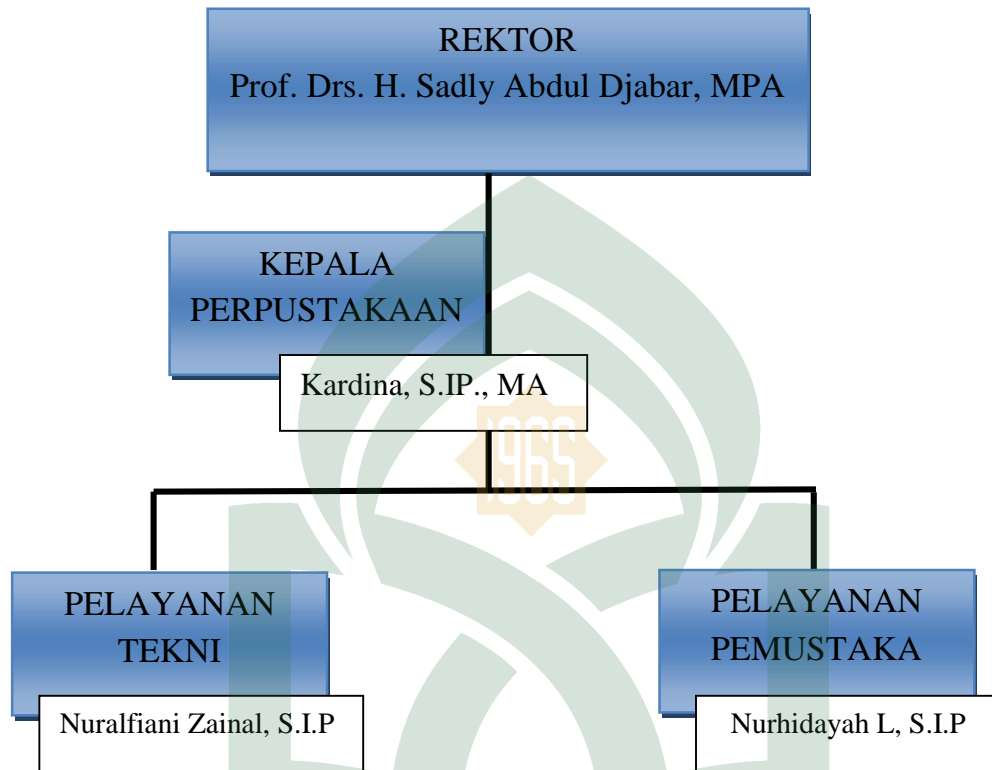 REKTOR
Prof. Drs. H. Sadly Abdul Djabar, MPA
KEPALA
PERPUSTAKAAN
Kardina, S.IP., MA
1965
PELAYANAN
TEKNI
Nuralfiani Zainal, S.I.P
PELAYANAN
PEMUSTAKA
Nurhidayah L, S.I.P